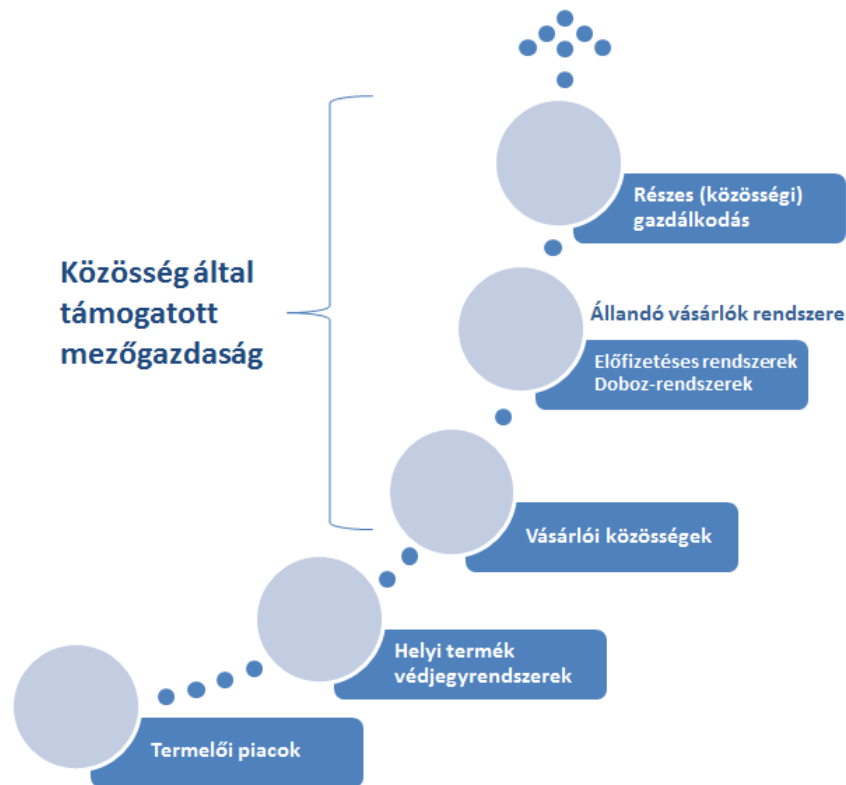 Részes (közösségi)
gazdálkodás
Közösség által
támogatott
mezőgazdaság
Állandó vásárlók rendszere
Előfizetéses rendszerek
Doboz-rendszerek
Vásárlói közösségek
Helyi termék
védjegyrendszerek
Termelői piacok